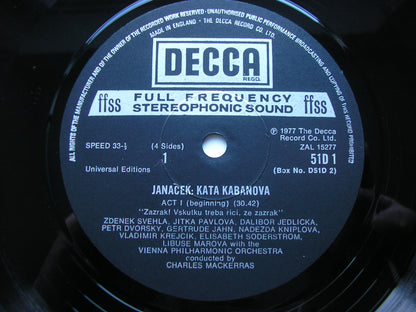 ALL RIGHTS OF THE MANUFACTURER AND OF THE OWNER OF THE RECORDED WORK RESERVED · UNAUTHORISED PUBLIC PERFORMANCE BROADCASTING AND COPYING OF THIS RECORD PROHIBITED
MADE IN ENGLAND · THE DECCA RECORD CO. LTD.
DECCA
REGD.
ffss
FULL FREQUENCY
STEREOPHONIC SOUND
ffss
SPEED 33-⅓
(4 Sides)
1
Universal Editions
℗ 1977 The Decca
Record Co. Ltd.
ZAL 15277
51D 1
(Box No. D51D 2)
JANACEK: KATA KABANOVA
ACT I (beginning) (30.42)
"Zazrak! Vskutku treba rici, ze zazrak"
ZDENEK SVEHLA, JITKA PAVLOVA, DALIBOR JEDLICKA,
PETR DVORSKY, GERTRUDE JAHN, NADEZDA KNIPLOVA,
VLADIMIR KREJCIK, ELISABETH SODERSTROM,
LIBUSE MAROVA with the
VIENNA PHILHARMONIC ORCHESTRA
conducted by
CHARLES MACKERRAS